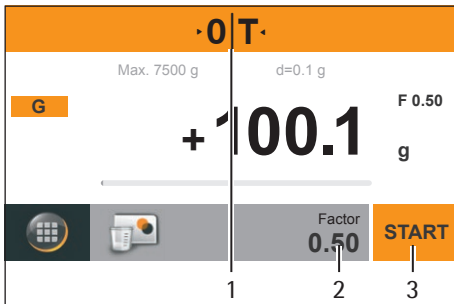 0 T
Max. 7500 g d=0.1 g
G
F 0.50
+100.1
g
Factor
0.50
START
1 2 3